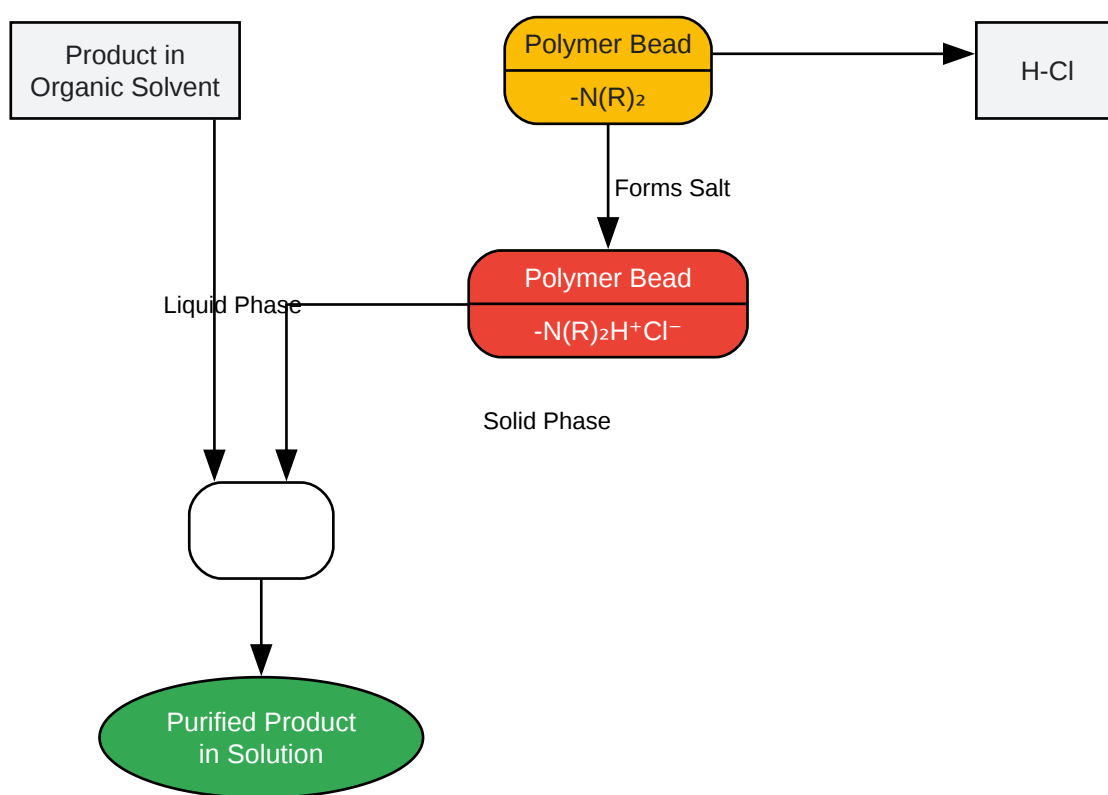 Product in
Organic Solvent
Polymer Bead
-N(R)₂
H-Cl
Forms Salt
Polymer Bead
-N(R)₂H⁺Cl⁻
Liquid Phase
Solid Phase
Purified Product
in Solution